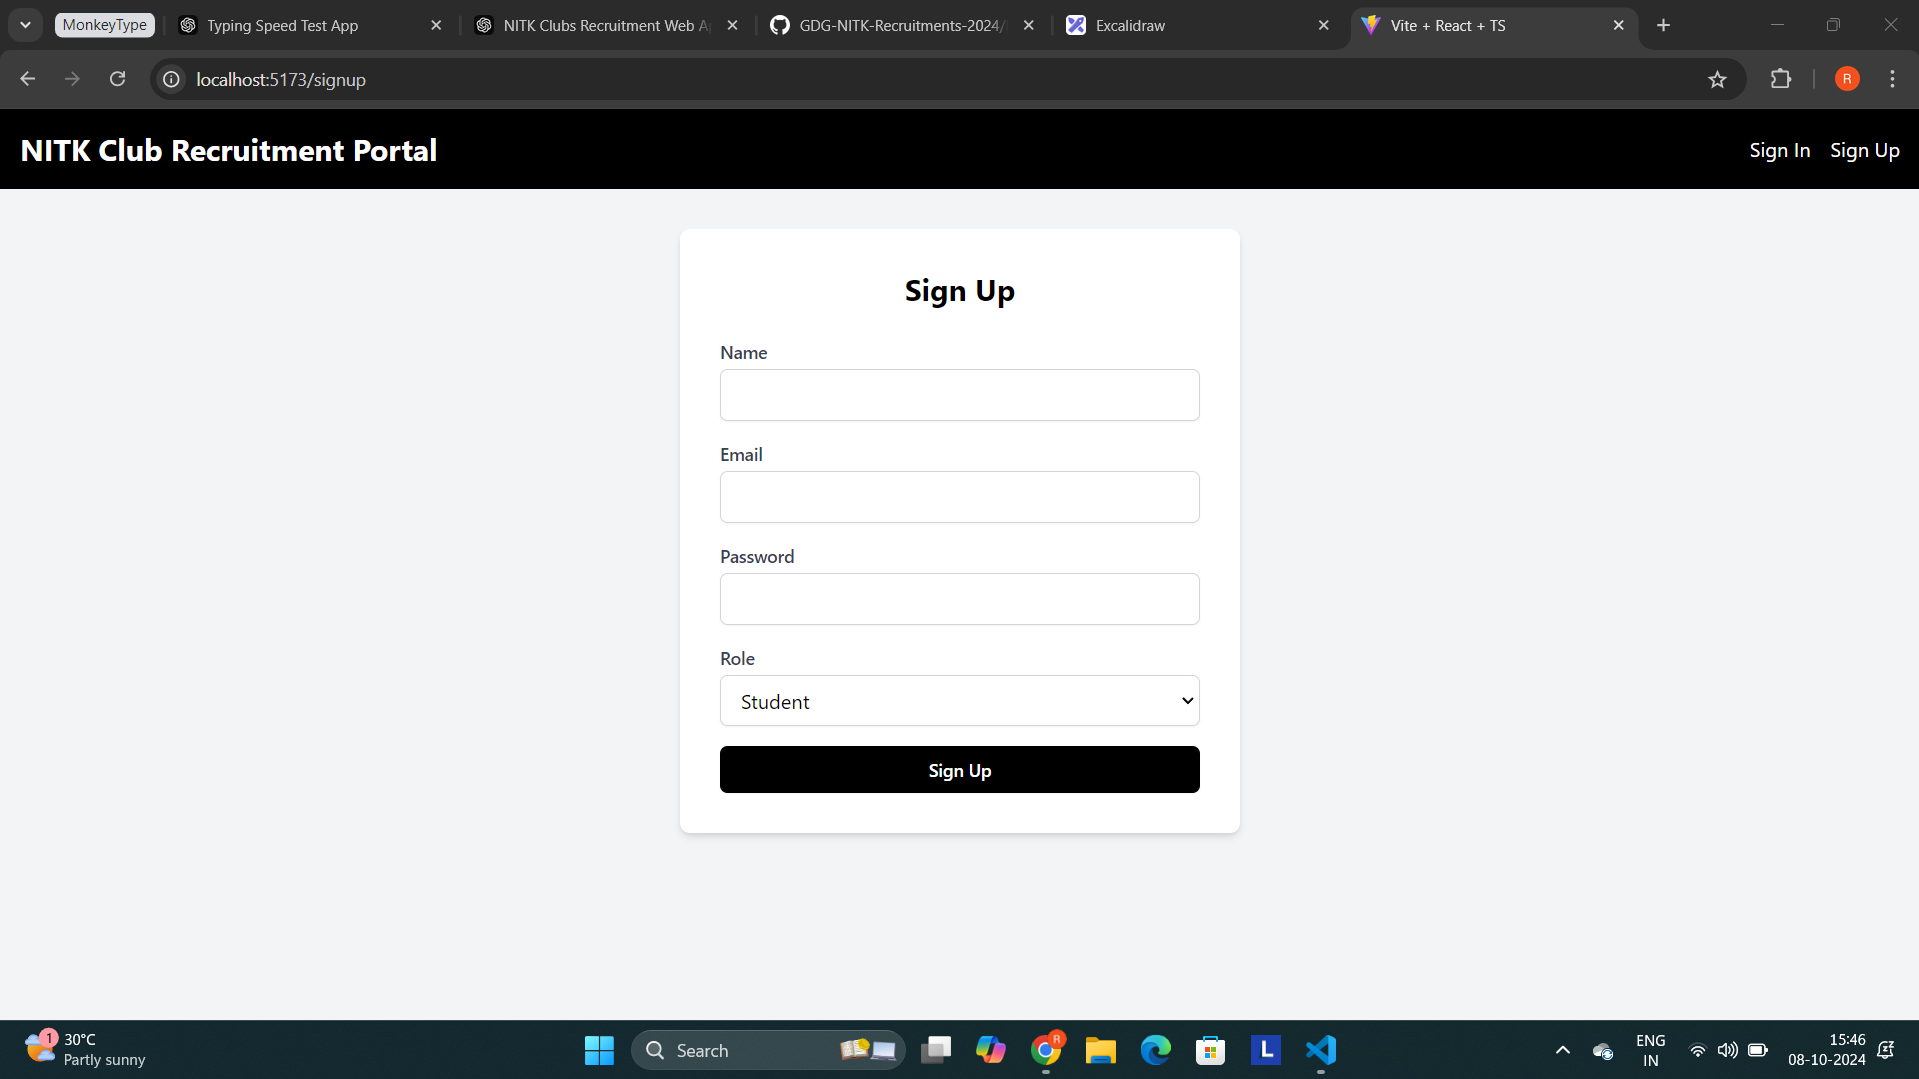 MonkeyType
Typing Speed Test App
NITK Clubs Recruitment Web A
GDG-NITK-Recruitments-2024/
Excalidraw
Vite + React + TS
localhost:5173/signup
R
NITK Club Recruitment Portal
Sign In
Sign Up
Sign Up
Name
Email
Password
Role
Student
Sign Up
1
30°C
Partly sunny
Search
R
L
ENG
IN
15:46
08-10-2024